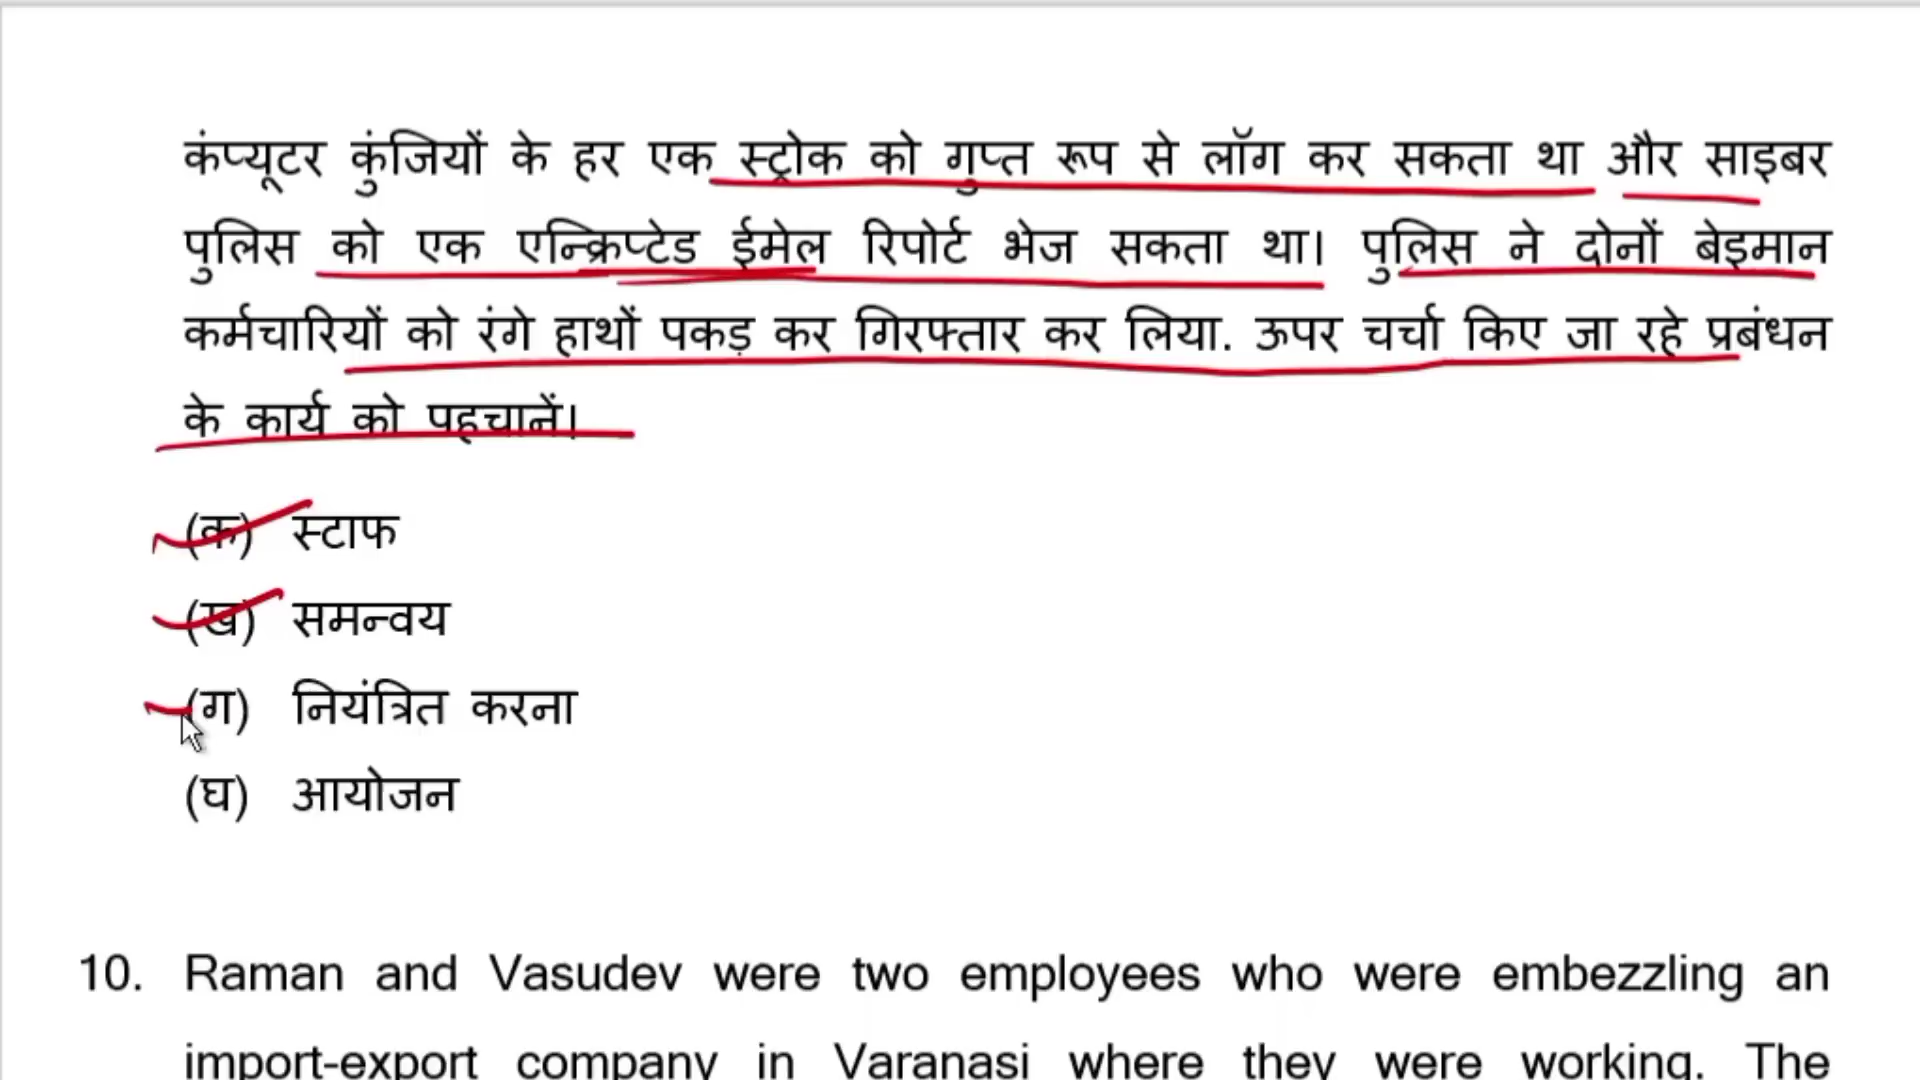 कंप्यूटर कुंजियों के हर एक स्ट्रोक को गुप्त रूप से लॉग कर सकता था और साइबर
पुलिस को एक एन्क्रिप्टेड ईमेल रिपोर्ट भेज सकता था। पुलिस ने दोनों बेइमान
कर्मचारियों को रंगे हाथों पकड़ कर गिरफ्तार कर लिया. ऊपर चर्चा किए जा रहे प्रबंधन
के कार्य को पहचानें।
(क) स्टाफ
(ख) समन्वय
(ग) नियंत्रित करना
(घ) आयोजन
10. Raman and Vasudev were two employees who were embezzling an
import-export company in Varanasi where they were working. The